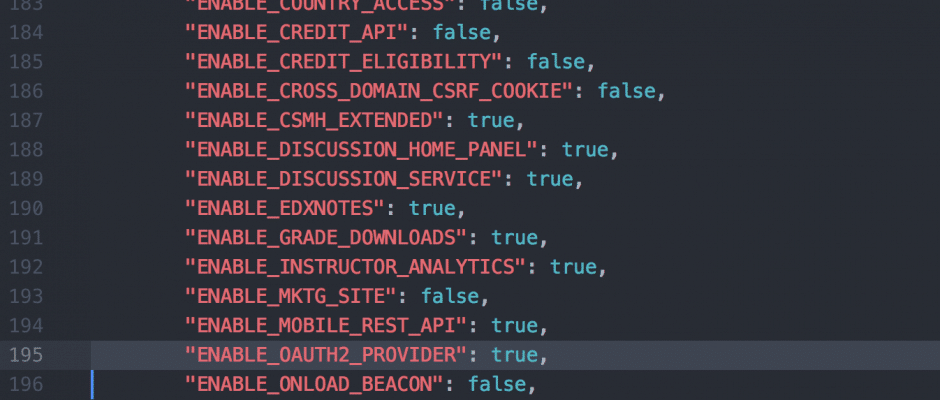 183 "ENABLE_COUNTRY_ACCESS": false,
184 "ENABLE_CREDIT_API": false,
185 "ENABLE_CREDIT_ELIGIBILITY": false,
186 "ENABLE_CROSS_DOMAIN_CSRF_COOKIE": false,
187 "ENABLE_CSMH_EXTENDED": true,
188 "ENABLE_DISCUSSION_HOME_PANEL": true,
189 "ENABLE_DISCUSSION_SERVICE": true,
190 "ENABLE_EDXNOTES": true,
191 "ENABLE_GRADE_DOWNLOADS": true,
192 "ENABLE_INSTRUCTOR_ANALYTICS": true,
193 "ENABLE_MKTG_SITE": false,
194 "ENABLE_MOBILE_REST_API": true,
195 "ENABLE_OAUTH2_PROVIDER": true,
196 "ENABLE_ONLOAD_BEACON": false,